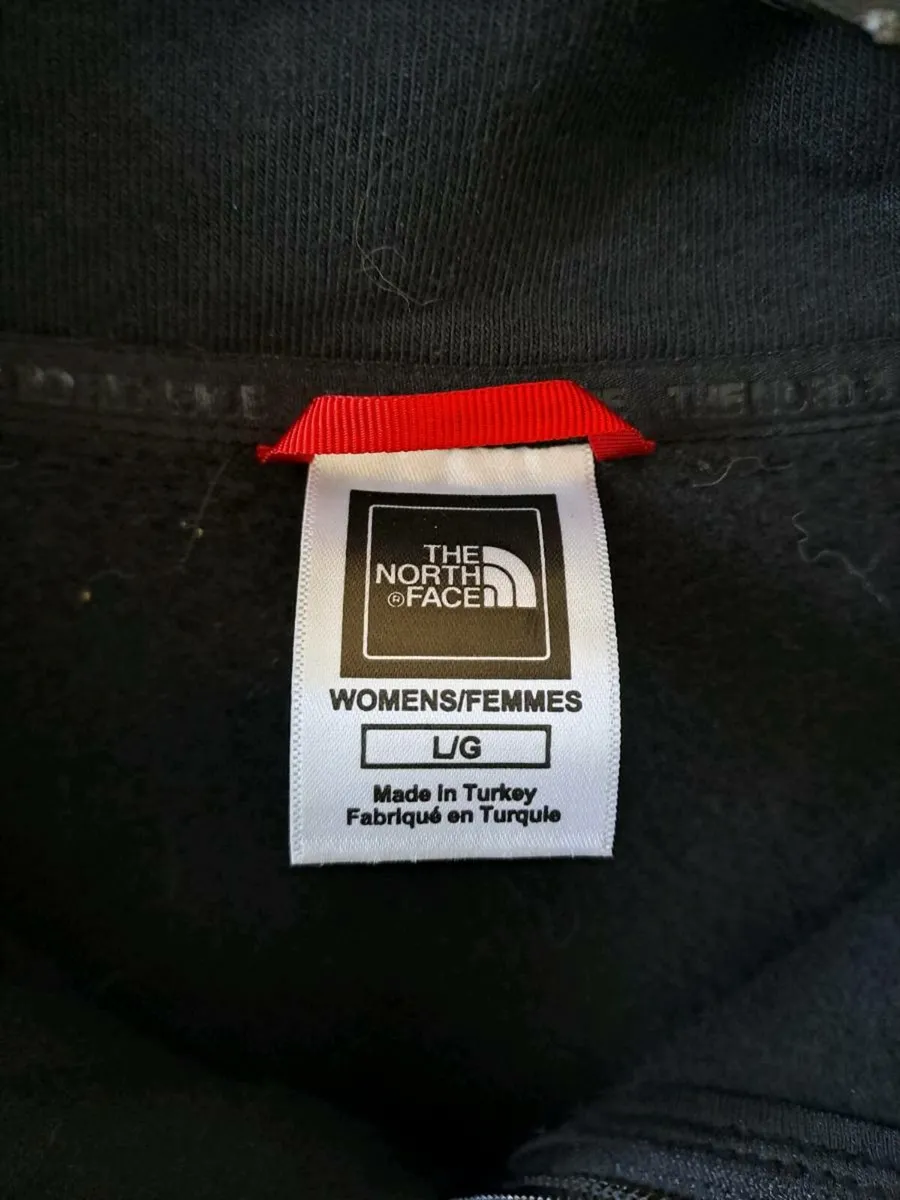 THE
NORTH
®FACE
WOMENS/FEMMES
L/G
Made in Turkey
Fabriqué en Turquie